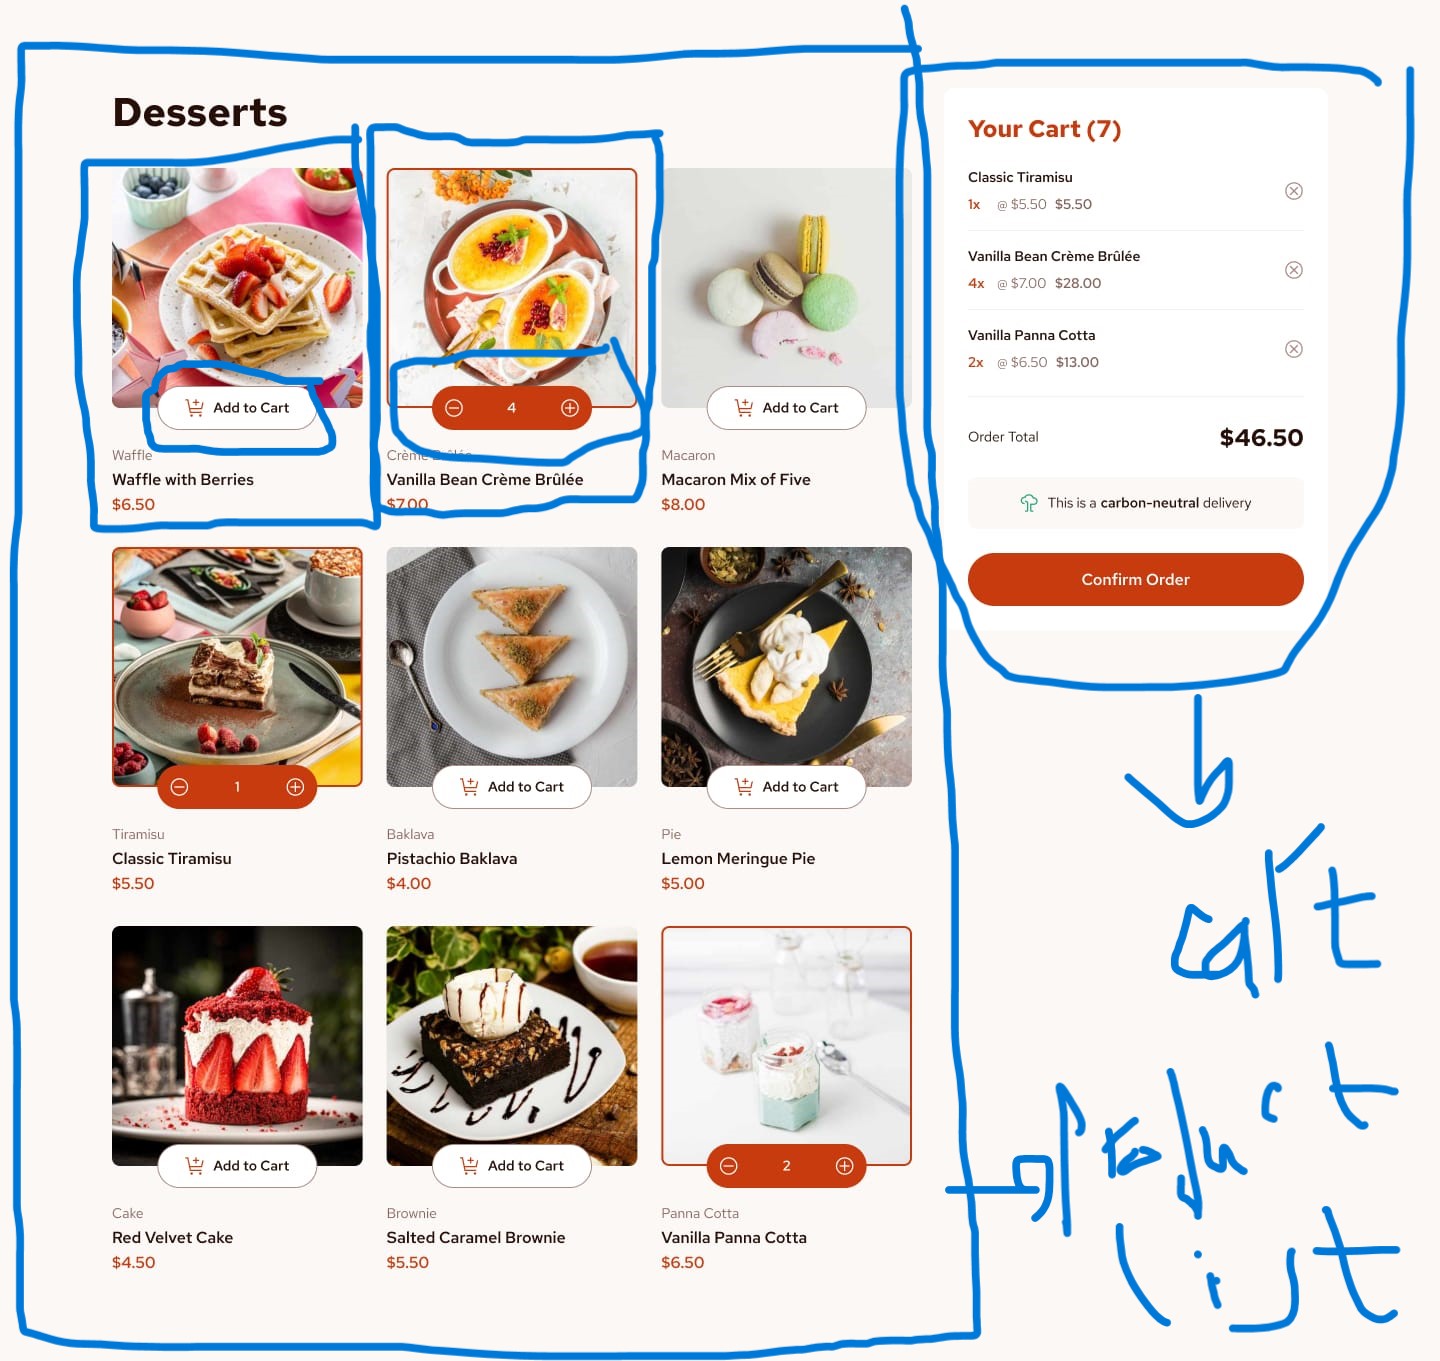 Desserts
Add to Cart
Waffle
Waffle with Berries
$6.50
4
Crème Brûlée
Vanilla Bean Crème Brûlée
$7.00
Add to Cart
Macaron
Macaron Mix of Five
$8.00
1
Tiramisu
Classic Tiramisu
$5.50
Add to Cart
Baklava
Pistachio Baklava
$4.00
Add to Cart
Pie
Lemon Meringue Pie
$5.00
Add to Cart
Cake
Red Velvet Cake
$4.50
Add to Cart
Brownie
Salted Caramel Brownie
$5.50
2
Panna Cotta
Vanilla Panna Cotta
$6.50
Your Cart (7)
Classic Tiramisu
1x @ $5.50 $5.50
Vanilla Bean Crème Brûlée
4x @ $7.00 $28.00
Vanilla Panna Cotta
2x @ $6.50 $13.00
Order Total $46.50
This is a carbon-neutral delivery
Confirm Order
cart
product
list